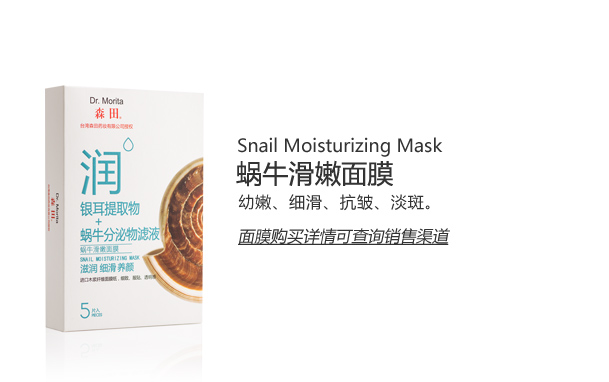 Dr. Morita
森田®
台湾森田药妆有限公司授权
润
银耳提取物
+
蜗牛分泌物滤液
蜗牛滑嫩面膜
SNAIL MOISTURIZING MASK
滋润 细滑 养颜
5片入
Dr. Morita
森田
Snail Moisturizing Mask
蜗牛滑嫩面膜
幼嫩、细滑、抗皱、淡斑。
面膜购买详情可查询销售渠道